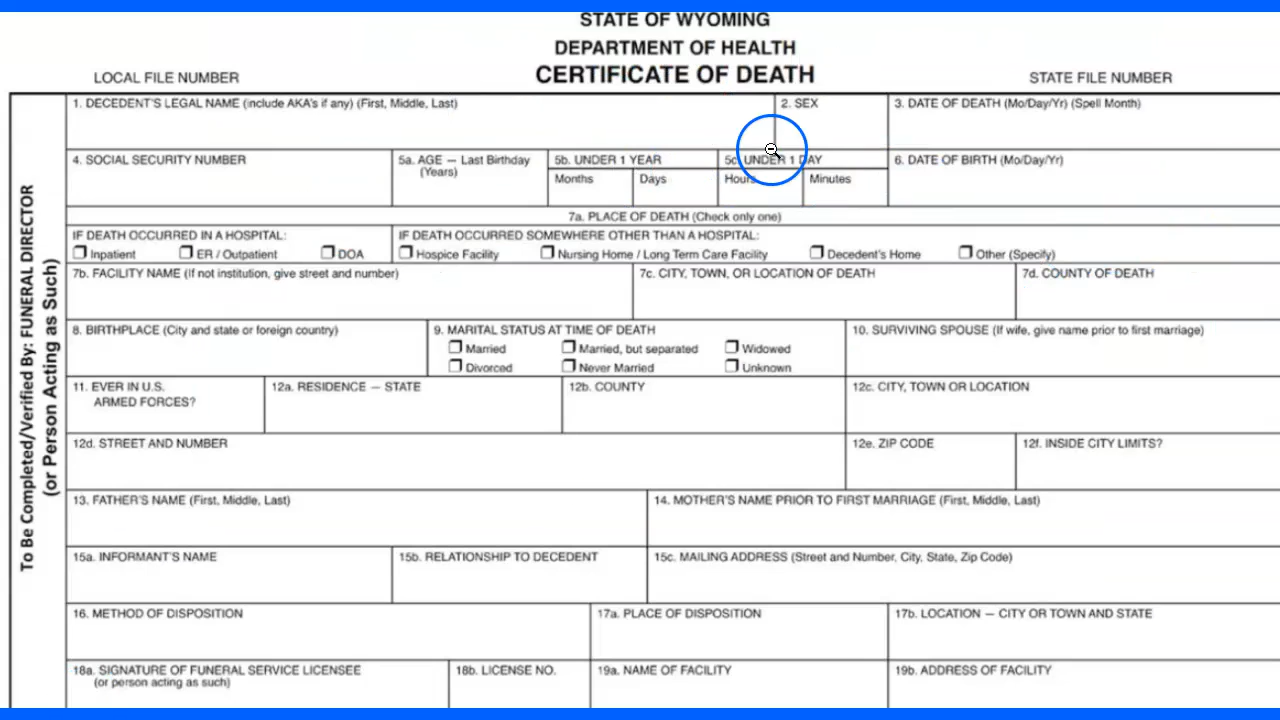 STATE OF WYOMING
DEPARTMENT OF HEALTH
CERTIFICATE OF DEATH
LOCAL FILE NUMBER
STATE FILE NUMBER
To Be Completed/Verified By: FUNERAL DIRECTOR
(or Person Acting as Such)
1. DECEDENT'S LEGAL NAME (include AKA's if any) (First, Middle, Last)
2. SEX
3. DATE OF DEATH (Mo/Day/Yr) (Spell Month)
4. SOCIAL SECURITY NUMBER
5a. AGE — Last Birthday
(Years)
5b. UNDER 1 YEAR
Months
Days
5c. UNDER 1 DAY
Hours
Minutes
6. DATE OF BIRTH (Mo/Day/Yr)
7a. PLACE OF DEATH (Check only one)
IF DEATH OCCURRED IN A HOSPITAL:
Inpatient
ER / Outpatient
DOA
IF DEATH OCCURRED SOMEWHERE OTHER THAN A HOSPITAL:
Hospice Facility
Nursing Home / Long Term Care Facility
Decedent's Home
Other (Specify)
7b. FACILITY NAME (If not institution, give street and number)
7c. CITY, TOWN, OR LOCATION OF DEATH
7d. COUNTY OF DEATH
8. BIRTHPLACE (City and state or foreign country)
9. MARITAL STATUS AT TIME OF DEATH
Married
Married, but separated
Widowed
Divorced
Never Married
Unknown
10. SURVIVING SPOUSE (If wife, give name prior to first marriage)
11. EVER IN U.S.
ARMED FORCES?
12a. RESIDENCE — STATE
12b. COUNTY
12c. CITY, TOWN OR LOCATION
12d. STREET AND NUMBER
12e. ZIP CODE
12f. INSIDE CITY LIMITS?
13. FATHER'S NAME (First, Middle, Last)
14. MOTHER'S NAME PRIOR TO FIRST MARRIAGE (First, Middle, Last)
15a. INFORMANT'S NAME
15b. RELATIONSHIP TO DECEDENT
15c. MAILING ADDRESS (Street and Number, City, State, Zip Code)
16. METHOD OF DISPOSITION
17a. PLACE OF DISPOSITION
17b. LOCATION — CITY OR TOWN AND STATE
18a. SIGNATURE OF FUNERAL SERVICE LICENSEE
(or person acting as such)
18b. LICENSE NO.
19a. NAME OF FACILITY
19b. ADDRESS OF FACILITY